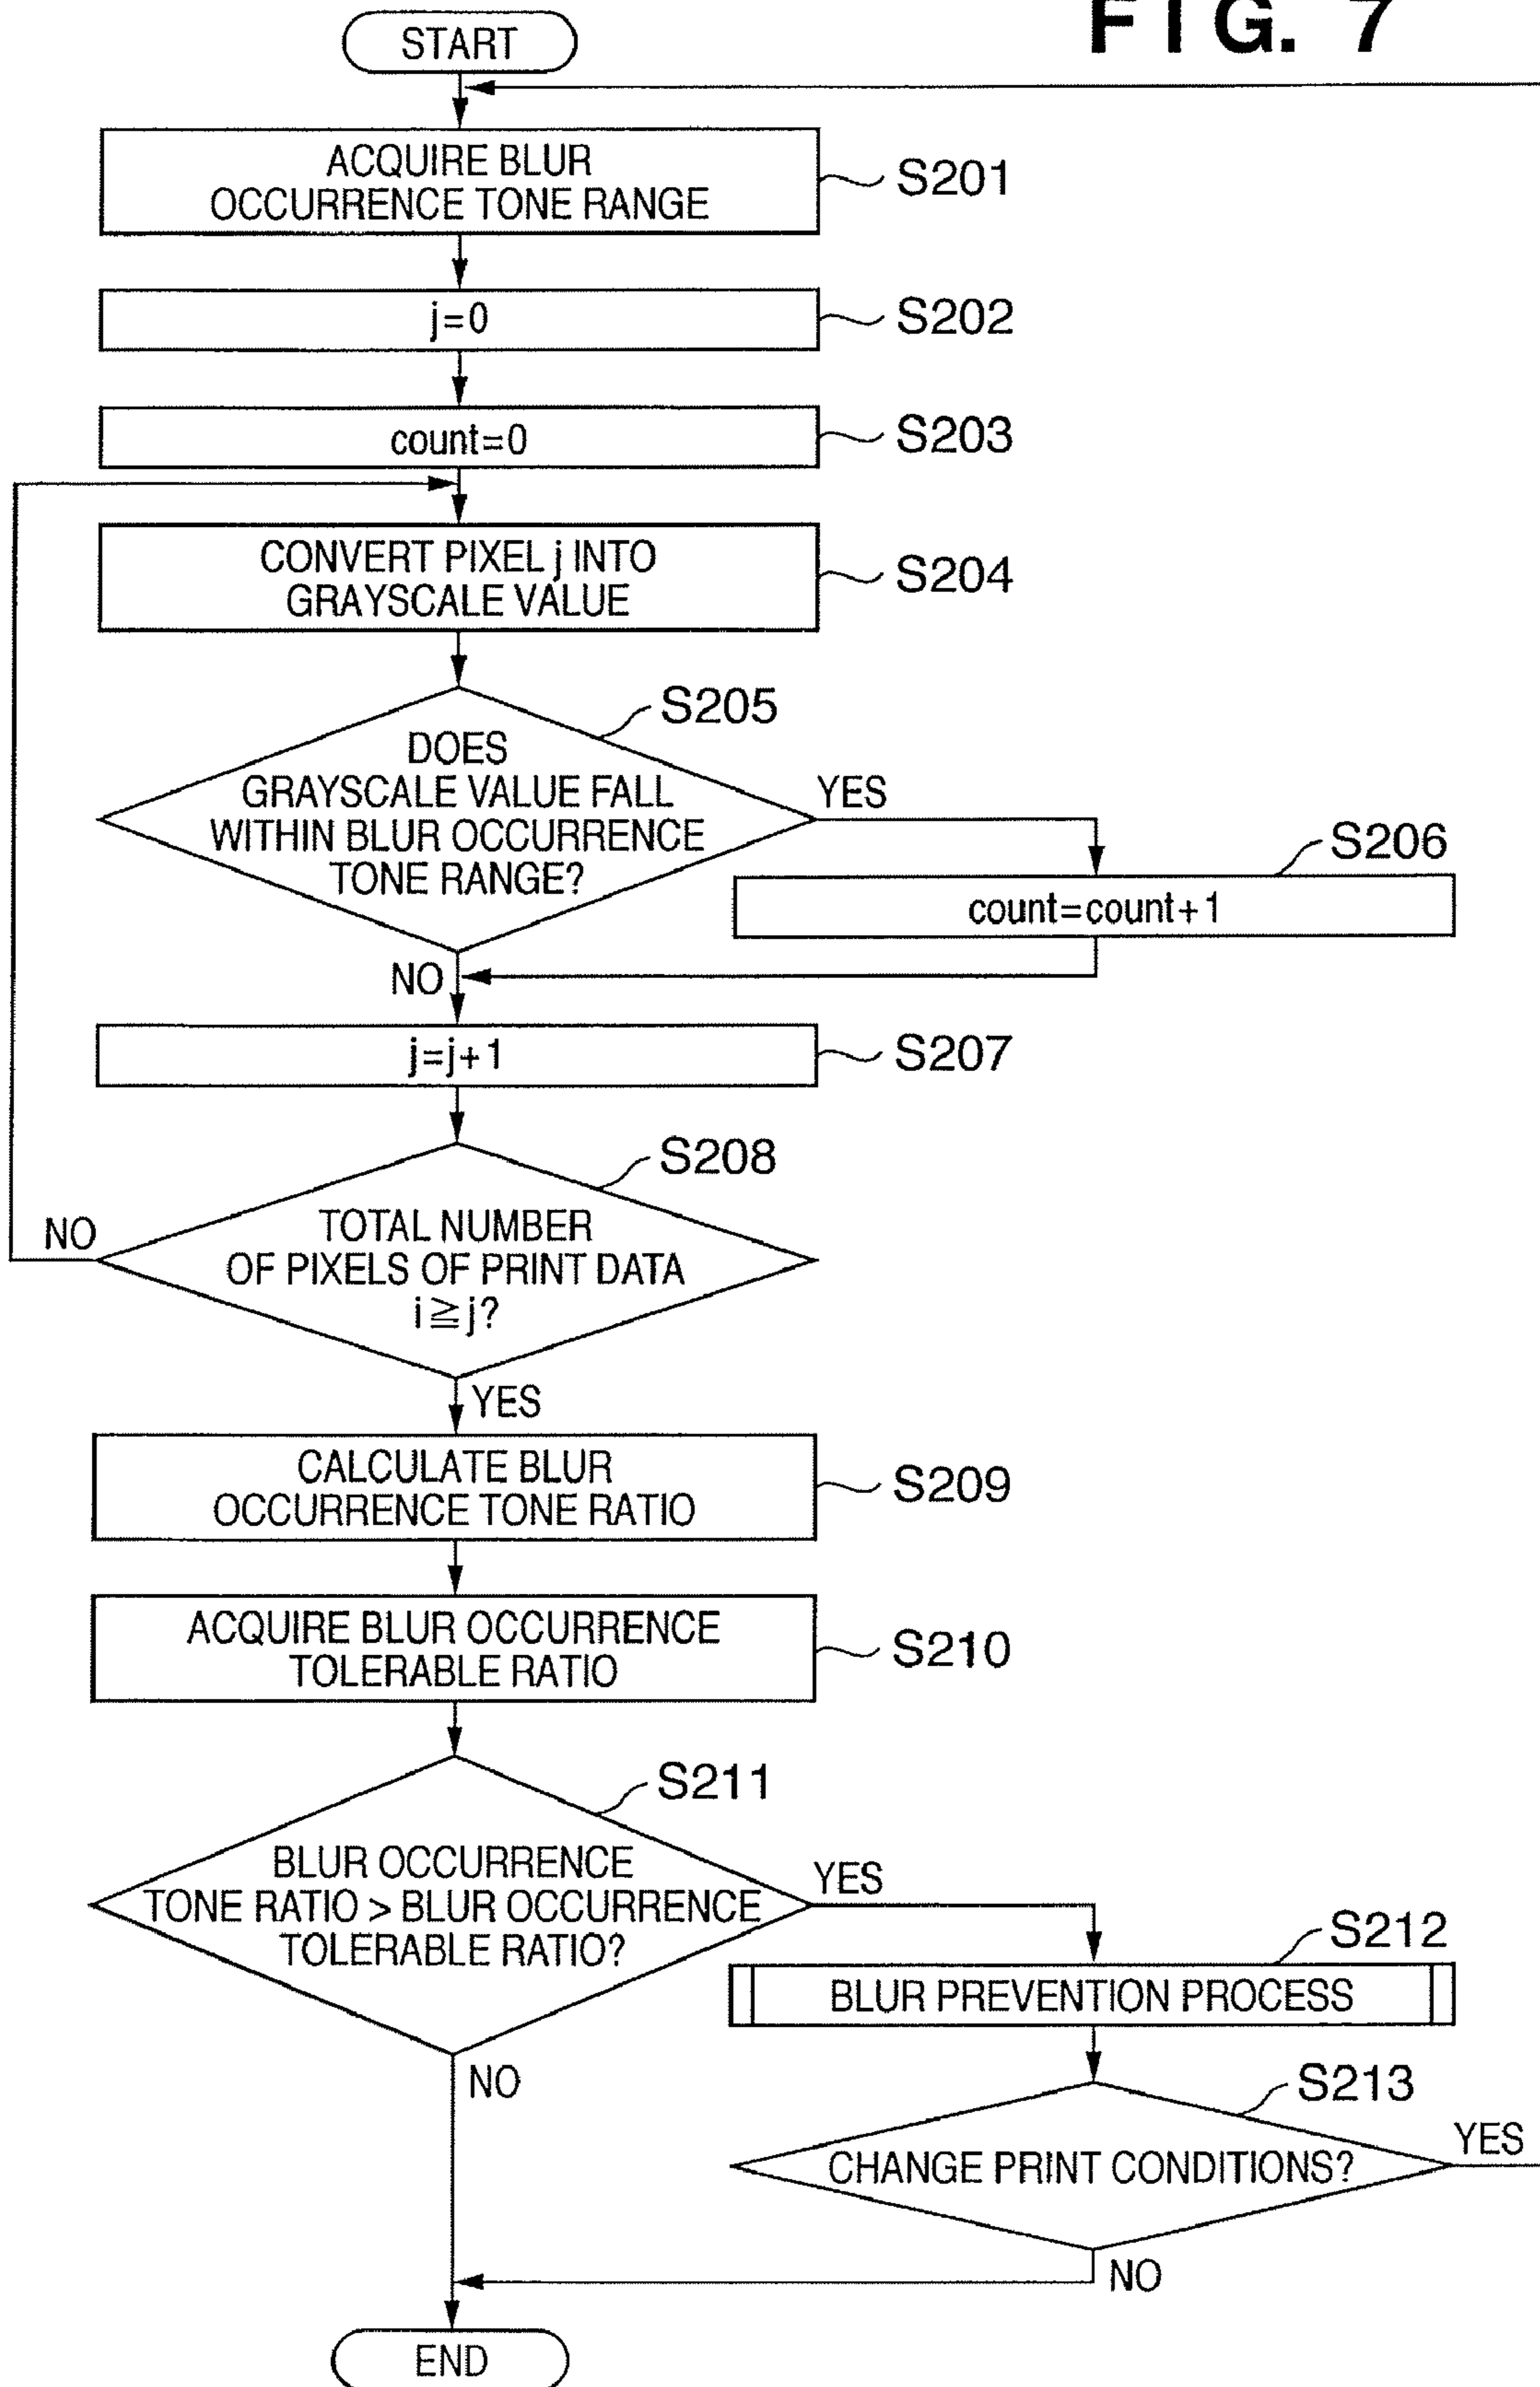 FIG. 7
START
ACQUIRE BLUR
OCCURRENCE TONE RANGE
S201
j=0
S202
count=0
S203
CONVERT PIXEL j INTO
GRAYSCALE VALUE
S204
S205
DOES
GRAYSCALE VALUE FALL
WITHIN BLUR OCCURRENCE
TONE RANGE?
YES
S206
count=count+1
NO
j=j+1
S207
S208
TOTAL NUMBER
OF PIXELS OF PRINT DATA
i≧j?
NO
YES
CALCULATE BLUR
OCCURRENCE TONE RATIO
S209
ACQUIRE BLUR OCCURRENCE
TOLERABLE RATIO
S210
S211
BLUR OCCURRENCE
TONE RATIO > BLUR OCCURRENCE
TOLERABLE RATIO?
YES
S212
BLUR PREVENTION PROCESS
NO
S213
CHANGE PRINT CONDITIONS?
YES
NO
END